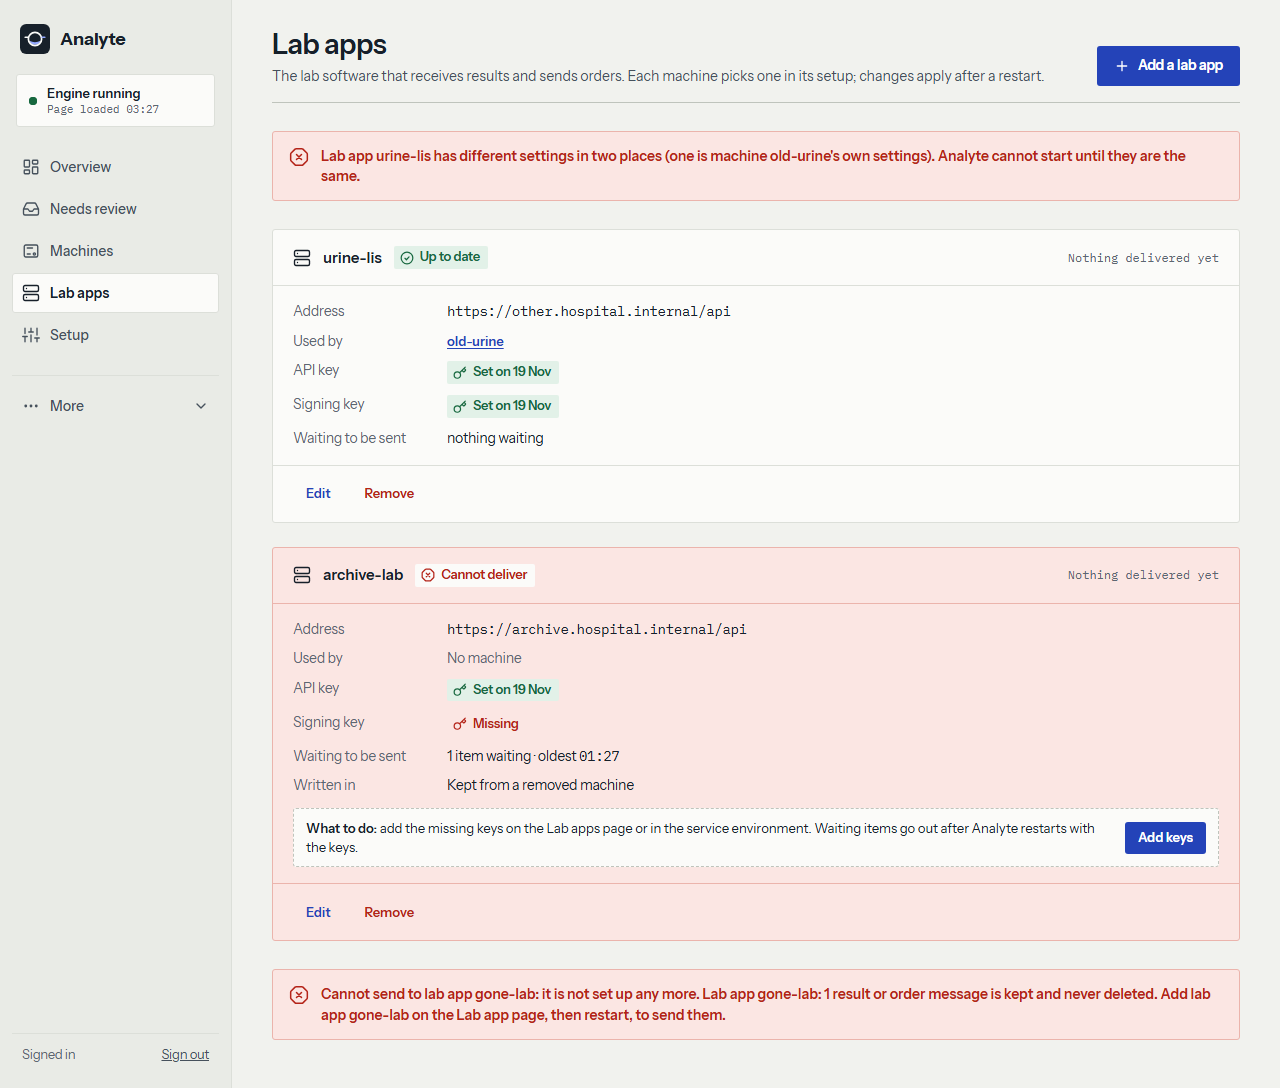 Analyte
Engine running
Page loaded 03:27
Overview
Needs review
Machines
Lab apps
Setup
More
Signed in
Sign out
Lab apps
The lab software that receives results and sends orders. Each machine picks one in its setup; changes apply after a restart.
Add a lab app
Lab app urine-lis has different settings in two places (one is machine old-urine's own settings). Analyte cannot start until they are the
same.
urine-lis
Up to date
Nothing delivered yet
Address
https://other.hospital.internal/api
Used by
old-urine
API key
Set on 19 Nov
Signing key
Set on 19 Nov
Waiting to be sent
nothing waiting
Edit
Remove
archive-lab
Cannot deliver
Nothing delivered yet
Address
https://archive.hospital.internal/api
Used by
No machine
API key
Set on 19 Nov
Signing key
Missing
Waiting to be sent
1 item waiting · oldest 01:27
Written in
Kept from a removed machine
What to do: add the missing keys on the Lab apps page or in the service environment. Waiting items go out after Analyte restarts with
the keys.
Add keys
Edit
Remove
Cannot send to lab app gone-lab: it is not set up any more. Lab app gone-lab: 1 result or order message is kept and never deleted. Add lab
app gone-lab on the Lab app page, then restart, to send them.